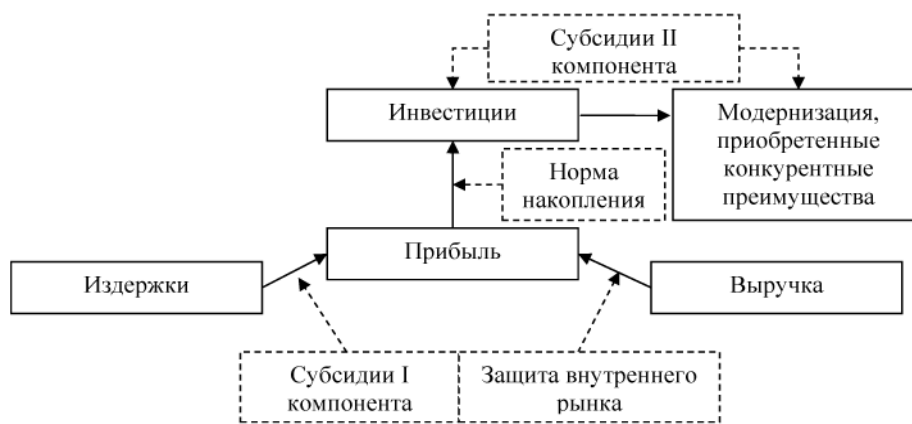 Субсидии II
компонента
Инвестиции
Модернизация,
приобретенные
конкурентные
преимущества
Норма
накопления
Прибыль
Издержки
Выручка
Субсидии I
компонента
Защита внутреннего
рынка